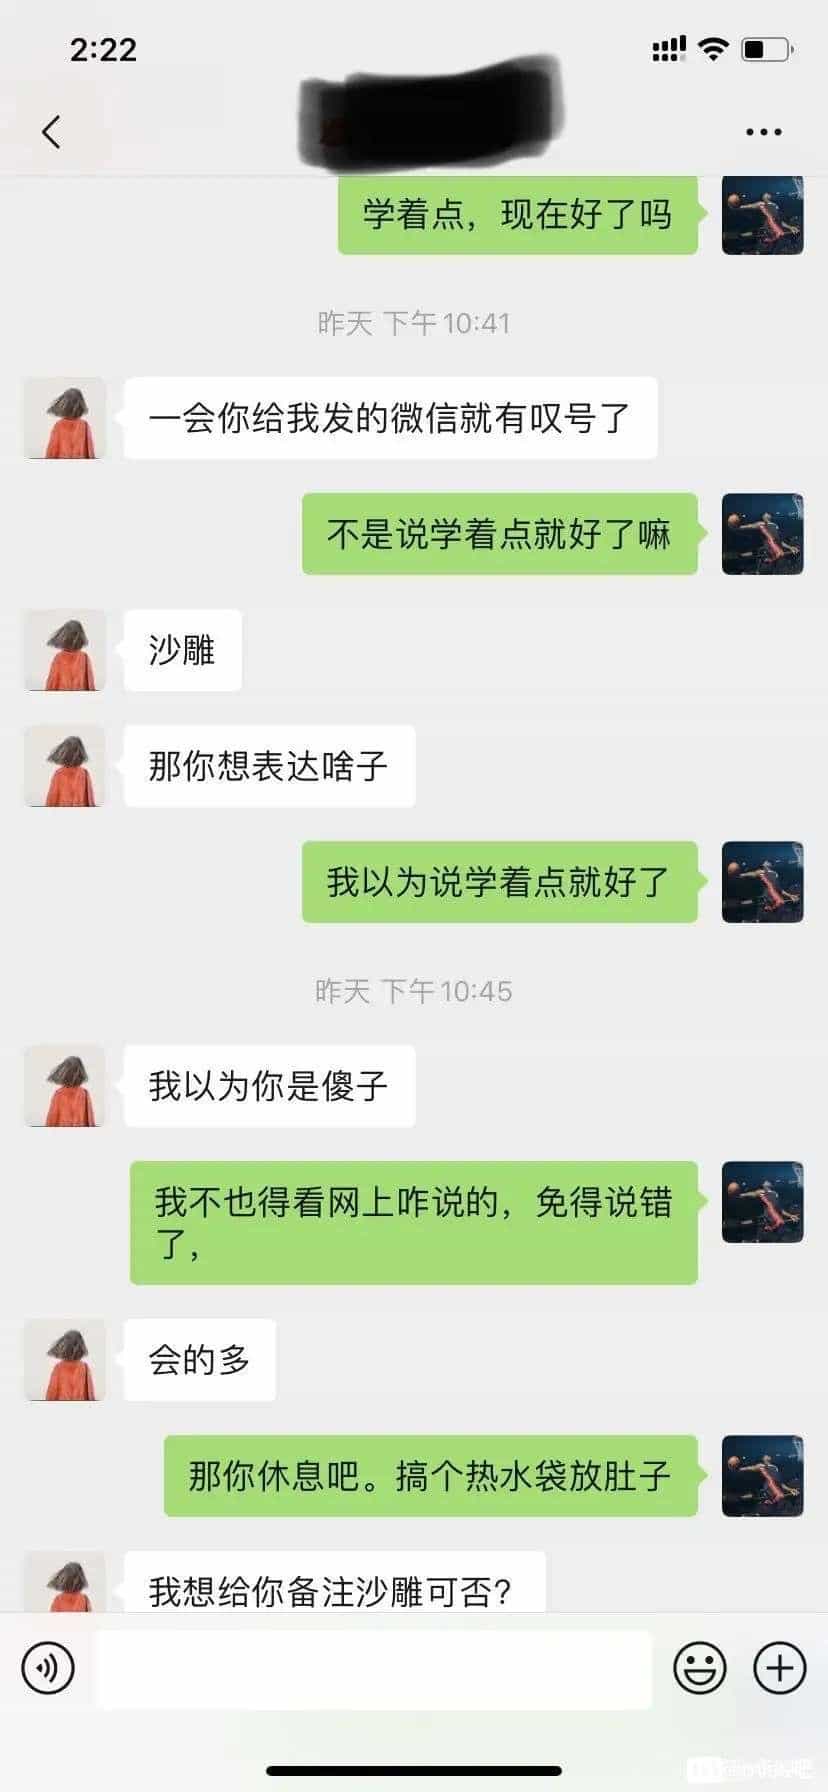 2:22
学着点，现在好了吗
昨天 下午10:41
一会你给我发的微信就有叹号了
不是说学着点就好了嘛
沙雕
那你想表达啥子
我以为说学着点就好了
昨天 下午10:45
我以为你是傻子
我不也得看网上咋说的，免得说错
了，
会的多
那你休息吧。搞个热水袋放肚子
我想给你备注沙雕可否？